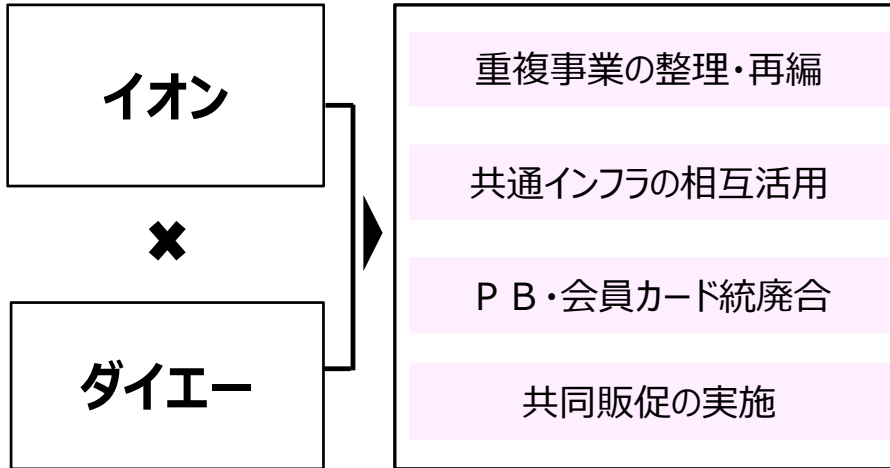 イオン
×
ダイエー
重複事業の整理・再編
共通インフラの相互活用
ＰＢ・会員カード統廃合
共同販促の実施